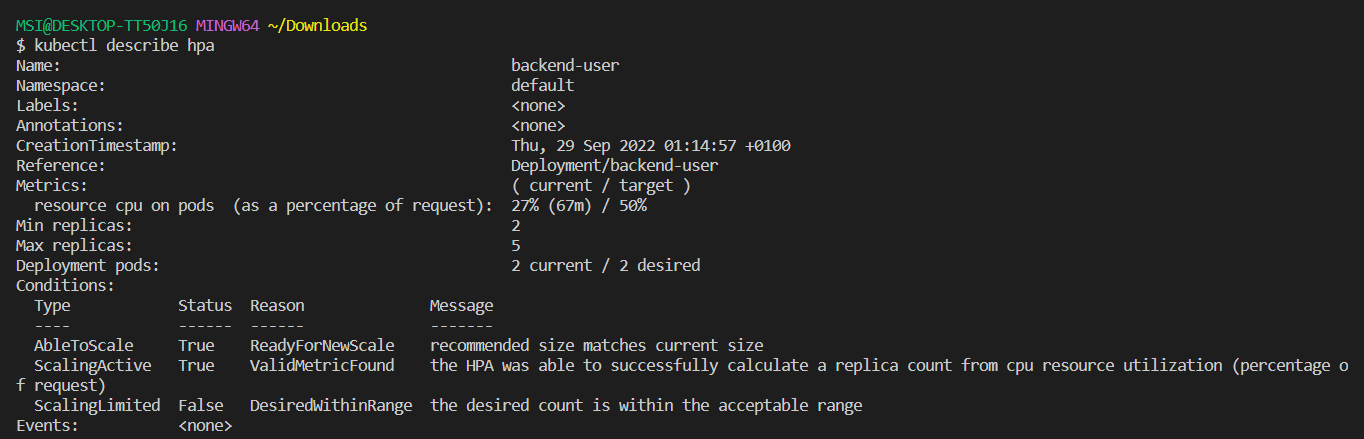 MSI@DESKTOP-TT50J16 MINGW64 ~/Downloads
$ kubectl describe hpa
Name:                                                  backend-user
Namespace:                                             default
Labels:                                                <none>
Annotations:                                           <none>
CreationTimestamp:                                     Thu, 29 Sep 2022 01:14:57 +0100
Reference:                                             Deployment/backend-user
Metrics:                                               ( current / target )
  resource cpu on pods  (as a percentage of request):  27% (67m) / 50%
Min replicas:                                          2
Max replicas:                                          5
Deployment pods:                                       2 current / 2 desired
Conditions:
  Type            Status  Reason              Message
  ----            ------  ------              -------
  AbleToScale     True    ReadyForNewScale    recommended size matches current size
  ScalingActive   True    ValidMetricFound    the HPA was able to successfully calculate a replica count from cpu resource utilization (percentage o
f request)
  ScalingLimited  False   DesiredWithinRange  the desired count is within the acceptable range
Events:           <none>